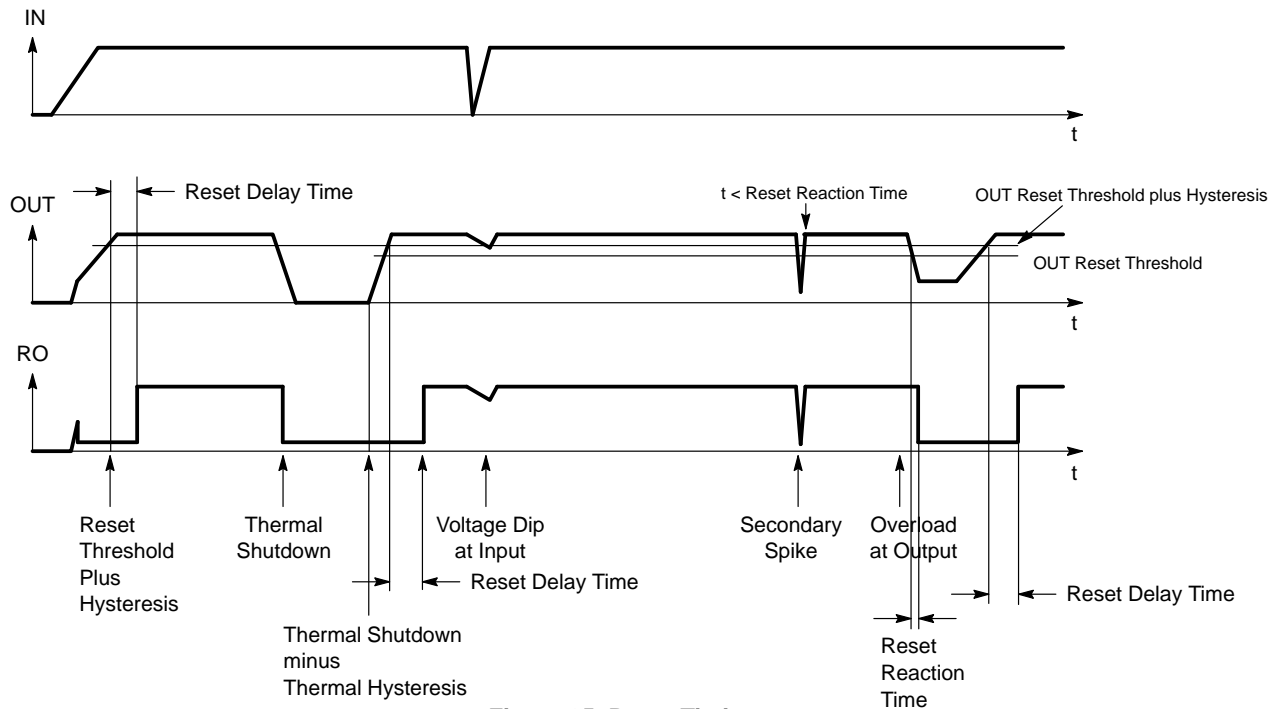 IN
t
Reset Delay Time
t < Reset Reaction Time
OUT Reset Threshold plus Hysteresis
OUT
OUT Reset Threshold
t
RO
t
Reset
Threshold
Plus
Hysteresis
Thermal
Shutdown
Voltage Dip
at Input
Secondary
Spike
Overload
at Output
Reset Delay Time
Reset Delay Time
Thermal Shutdown
minus
Thermal Hysteresis
Reset
Reaction
Time